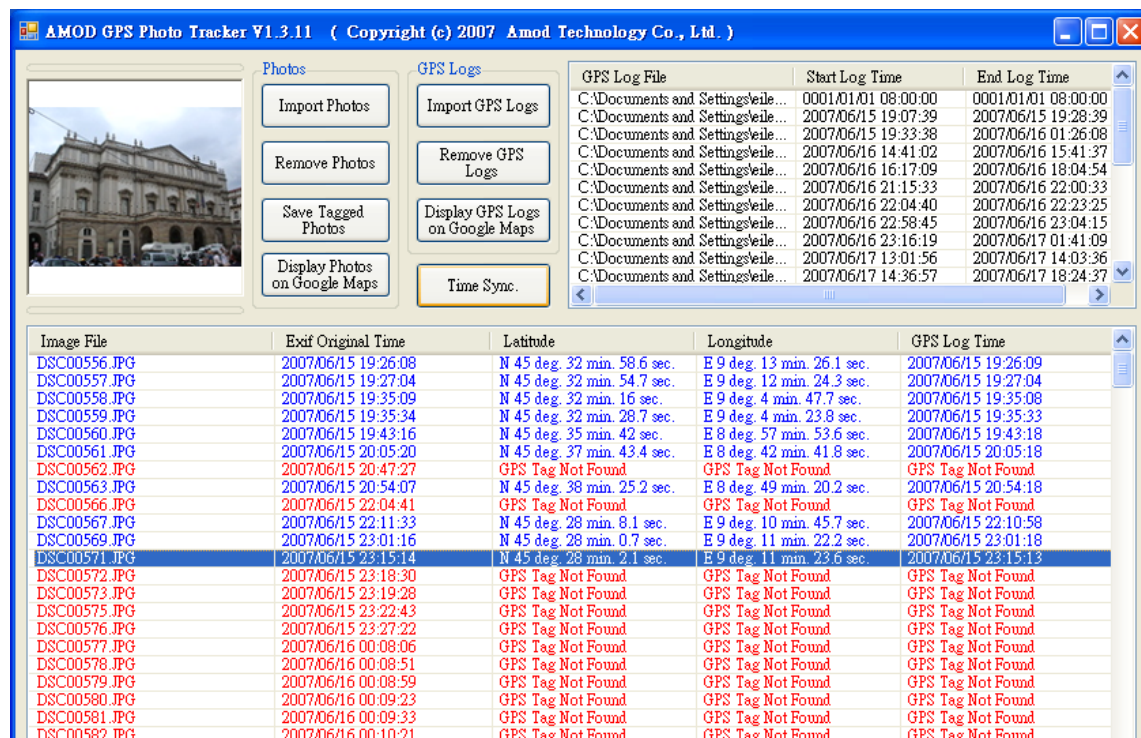 AMOD GPS Photo Tracker V1.3.11 ( Copyright (c) 2007 Amod Technology Co., Ltd. )
Photos
Import Photos
Remove Photos
Save Tagged
Photos
Display Photos
on Google Maps
GPS Logs
Import GPS Logs
Remove GPS
Logs
Display GPS Logs
on Google Maps
Time Sync.
GPS Log File Start Log Time End Log Time
C:\Documents and Settings\eile... 0001/01/01 08:00:00 0001/01/01 08:00:00
C:\Documents and Settings\eile... 2007/06/15 19:07:39 2007/06/15 19:28:39
C:\Documents and Settings\eile... 2007/06/15 19:33:38 2007/06/16 01:26:08
C:\Documents and Settings\eile... 2007/06/16 14:41:02 2007/06/16 15:41:37
C:\Documents and Settings\eile... 2007/06/16 16:17:09 2007/06/16 18:04:54
C:\Documents and Settings\eile... 2007/06/16 21:15:33 2007/06/16 22:00:33
C:\Documents and Settings\eile... 2007/06/16 22:04:40 2007/06/16 22:23:25
C:\Documents and Settings\eile... 2007/06/16 22:58:45 2007/06/16 23:04:15
C:\Documents and Settings\eile... 2007/06/16 23:16:19 2007/06/17 01:41:09
C:\Documents and Settings\eile... 2007/06/17 13:01:56 2007/06/17 14:03:36
C:\Documents and Settings\eile... 2007/06/17 14:36:57 2007/06/17 18:24:37
Image File Exif Original Time Latitude Longitude GPS Log Time
DSC00556.JPG 2007/06/15 19:26:08 N 45 deg. 32 min. 58.6 sec. E 9 deg. 13 min. 26.1 sec. 2007/06/15 19:26:09
DSC00557.JPG 2007/06/15 19:27:04 N 45 deg. 32 min. 54.7 sec. E 9 deg. 12 min. 24.3 sec. 2007/06/15 19:27:04
DSC00558.JPG 2007/06/15 19:35:09 N 45 deg. 32 min. 16 sec. E 9 deg. 4 min. 47.7 sec. 2007/06/15 19:35:08
DSC00559.JPG 2007/06/15 19:35:34 N 45 deg. 32 min. 28.7 sec. E 9 deg. 4 min. 23.8 sec. 2007/06/15 19:35:33
DSC00560.JPG 2007/06/15 19:43:16 N 45 deg. 35 min. 42 sec. E 8 deg. 57 min. 53.6 sec. 2007/06/15 19:43:18
DSC00561.JPG 2007/06/15 20:05:20 N 45 deg. 37 min. 43.4 sec. E 8 deg. 42 min. 41.8 sec. 2007/06/15 20:05:18
DSC00562.JPG 2007/06/15 20:47:27 GPS Tag Not Found GPS Tag Not Found GPS Tag Not Found
DSC00563.JPG 2007/06/15 20:54:07 N 45 deg. 38 min. 25.2 sec. E 8 deg. 49 min. 20.2 sec. 2007/06/15 20:54:18
DSC00566.JPG 2007/06/15 22:04:41 GPS Tag Not Found GPS Tag Not Found GPS Tag Not Found
DSC00567.JPG 2007/06/15 22:11:33 N 45 deg. 28 min. 8.1 sec. E 9 deg. 10 min. 45.7 sec. 2007/06/15 22:10:58
DSC00569.JPG 2007/06/15 23:01:16 N 45 deg. 28 min. 0.7 sec. E 9 deg. 11 min. 22.2 sec. 2007/06/15 23:01:18
DSC00571.JPG 2007/06/15 23:15:14 N 45 deg. 28 min. 2.1 sec. E 9 deg. 11 min. 23.6 sec. 2007/06/15 23:15:13
DSC00572.JPG 2007/06/15 23:18:30 GPS Tag Not Found GPS Tag Not Found GPS Tag Not Found
DSC00573.JPG 2007/06/15 23:19:28 GPS Tag Not Found GPS Tag Not Found GPS Tag Not Found
DSC00575.JPG 2007/06/15 23:22:43 GPS Tag Not Found GPS Tag Not Found GPS Tag Not Found
DSC00576.JPG 2007/06/15 23:27:22 GPS Tag Not Found GPS Tag Not Found GPS Tag Not Found
DSC00577.JPG 2007/06/16 00:08:06 GPS Tag Not Found GPS Tag Not Found GPS Tag Not Found
DSC00578.JPG 2007/06/16 00:08:51 GPS Tag Not Found GPS Tag Not Found GPS Tag Not Found
DSC00579.JPG 2007/06/16 00:08:59 GPS Tag Not Found GPS Tag Not Found GPS Tag Not Found
DSC00580.JPG 2007/06/16 00:09:23 GPS Tag Not Found GPS Tag Not Found GPS Tag Not Found
DSC00581.JPG 2007/06/16 00:09:33 GPS Tag Not Found GPS Tag Not Found GPS Tag Not Found
DSC00582.JPG 2007/06/16 00:10:21 GPS Tag Not Found GPS Tag Not Found GPS Tag Not Found